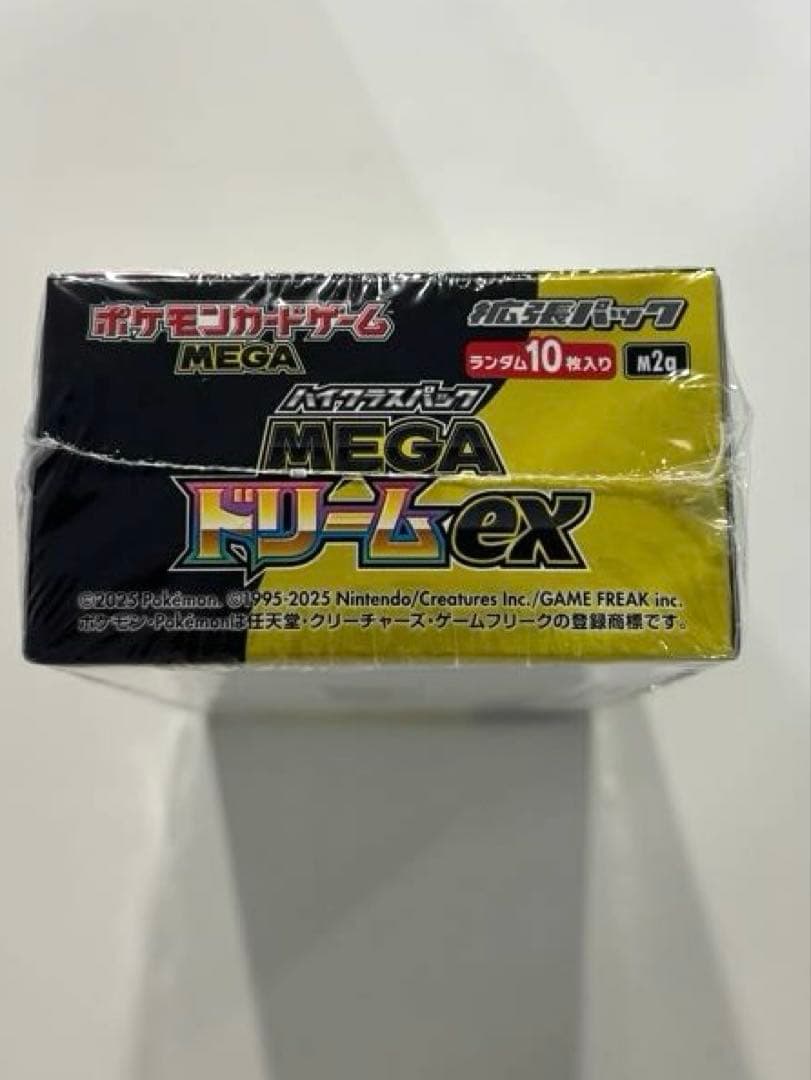 ポケモンカードゲーム
MEGA
拡張パック
ランダム10枚入り
M2a
ハイクラスパック
MEGA
ドリームex
©2025 Pokémon. ©1995-2025 Nintendo/Creatures Inc./GAME FREAK inc.
ポケモン・Pokémonは任天堂・クリーチャーズ・ゲームフリークの登録商標です。